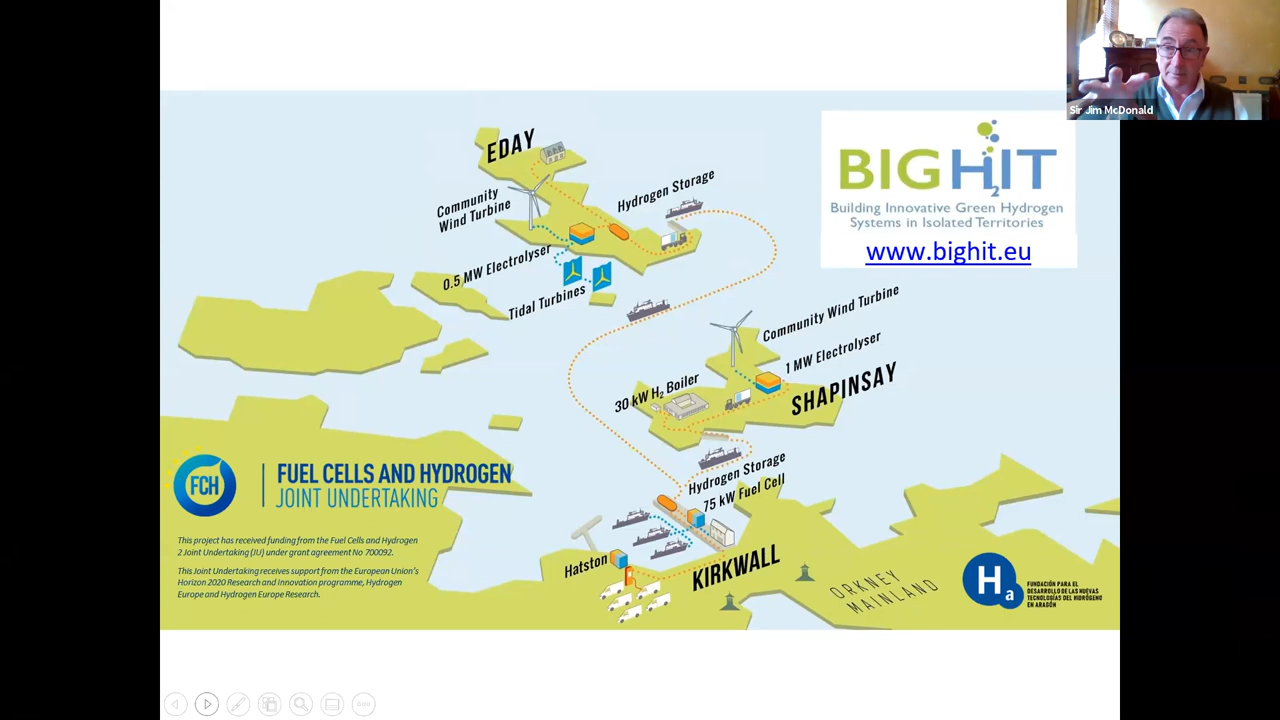 Sir Jim McDonald
EDAY
Community
Wind Turbine
Hydrogen Storage
0.5 MW Electrolyser
Tidal Turbines
BIGH2IT
Building Innovative Green Hydrogen
Systems in Isolated Territories
www.bighit.eu
Community Wind Turbine
1 MW Electrolyser
30 kW H₂ Boiler
SHAPINSAY
Hydrogen Storage
75 kW Fuel Cell
Hatston
KIRKWALL
ORKNEY
MAINLAND
FCH
FUEL CELLS AND HYDROGEN
JOINT UNDERTAKING
This project has received funding from the Fuel Cells and Hydrogen
2 Joint Undertaking (JU) under grant agreement No 700092.
This Joint Undertaking receives support from the European Union's
Horizon 2020 Research and Innovation programme, Hydrogen
Europe and Hydrogen Europe Research.
Ha
FUNDACIÓN PARA EL
DESARROLLO DE LAS NUEVAS
TECNOLOGÍAS DEL HIDRÓGENO
EN ARAGÓN